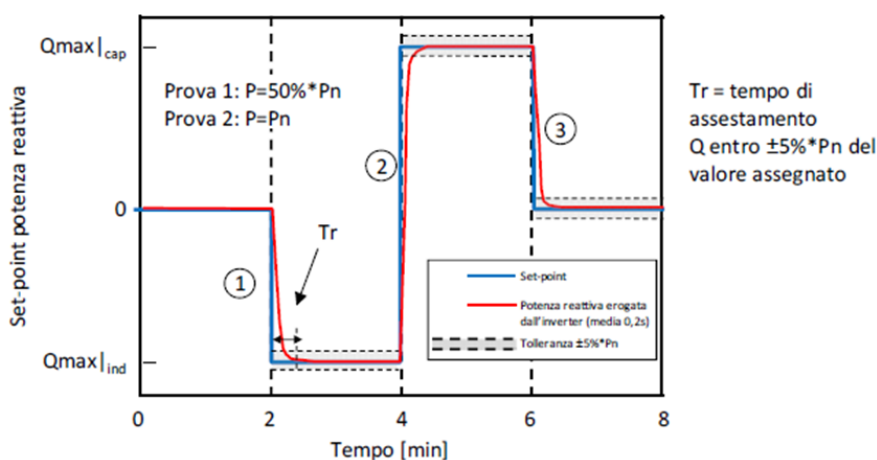 Qmax|cap
Prova 1: P=50%*Pn
Prova 2: P=Pn
Tr = tempo di
assestamento
Q entro ±5%*Pn del
valore assegnato
Set-point potenza reattiva
0
1
2
3
Tr
Set-point
Potenza reattiva erogata
dall'inverter (media 0,2s)
Tolleranza ±5%*Pn
Qmax|ind
0
2
4
6
8
Tempo [min]